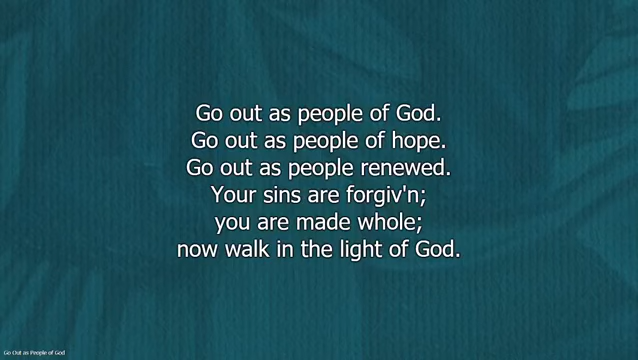 Go out as people of God.
Go out as people of hope.
Go out as people renewed.
Your sins are forgiv'n;
you are made whole;
now walk in the light of God.
Go Out as People of God